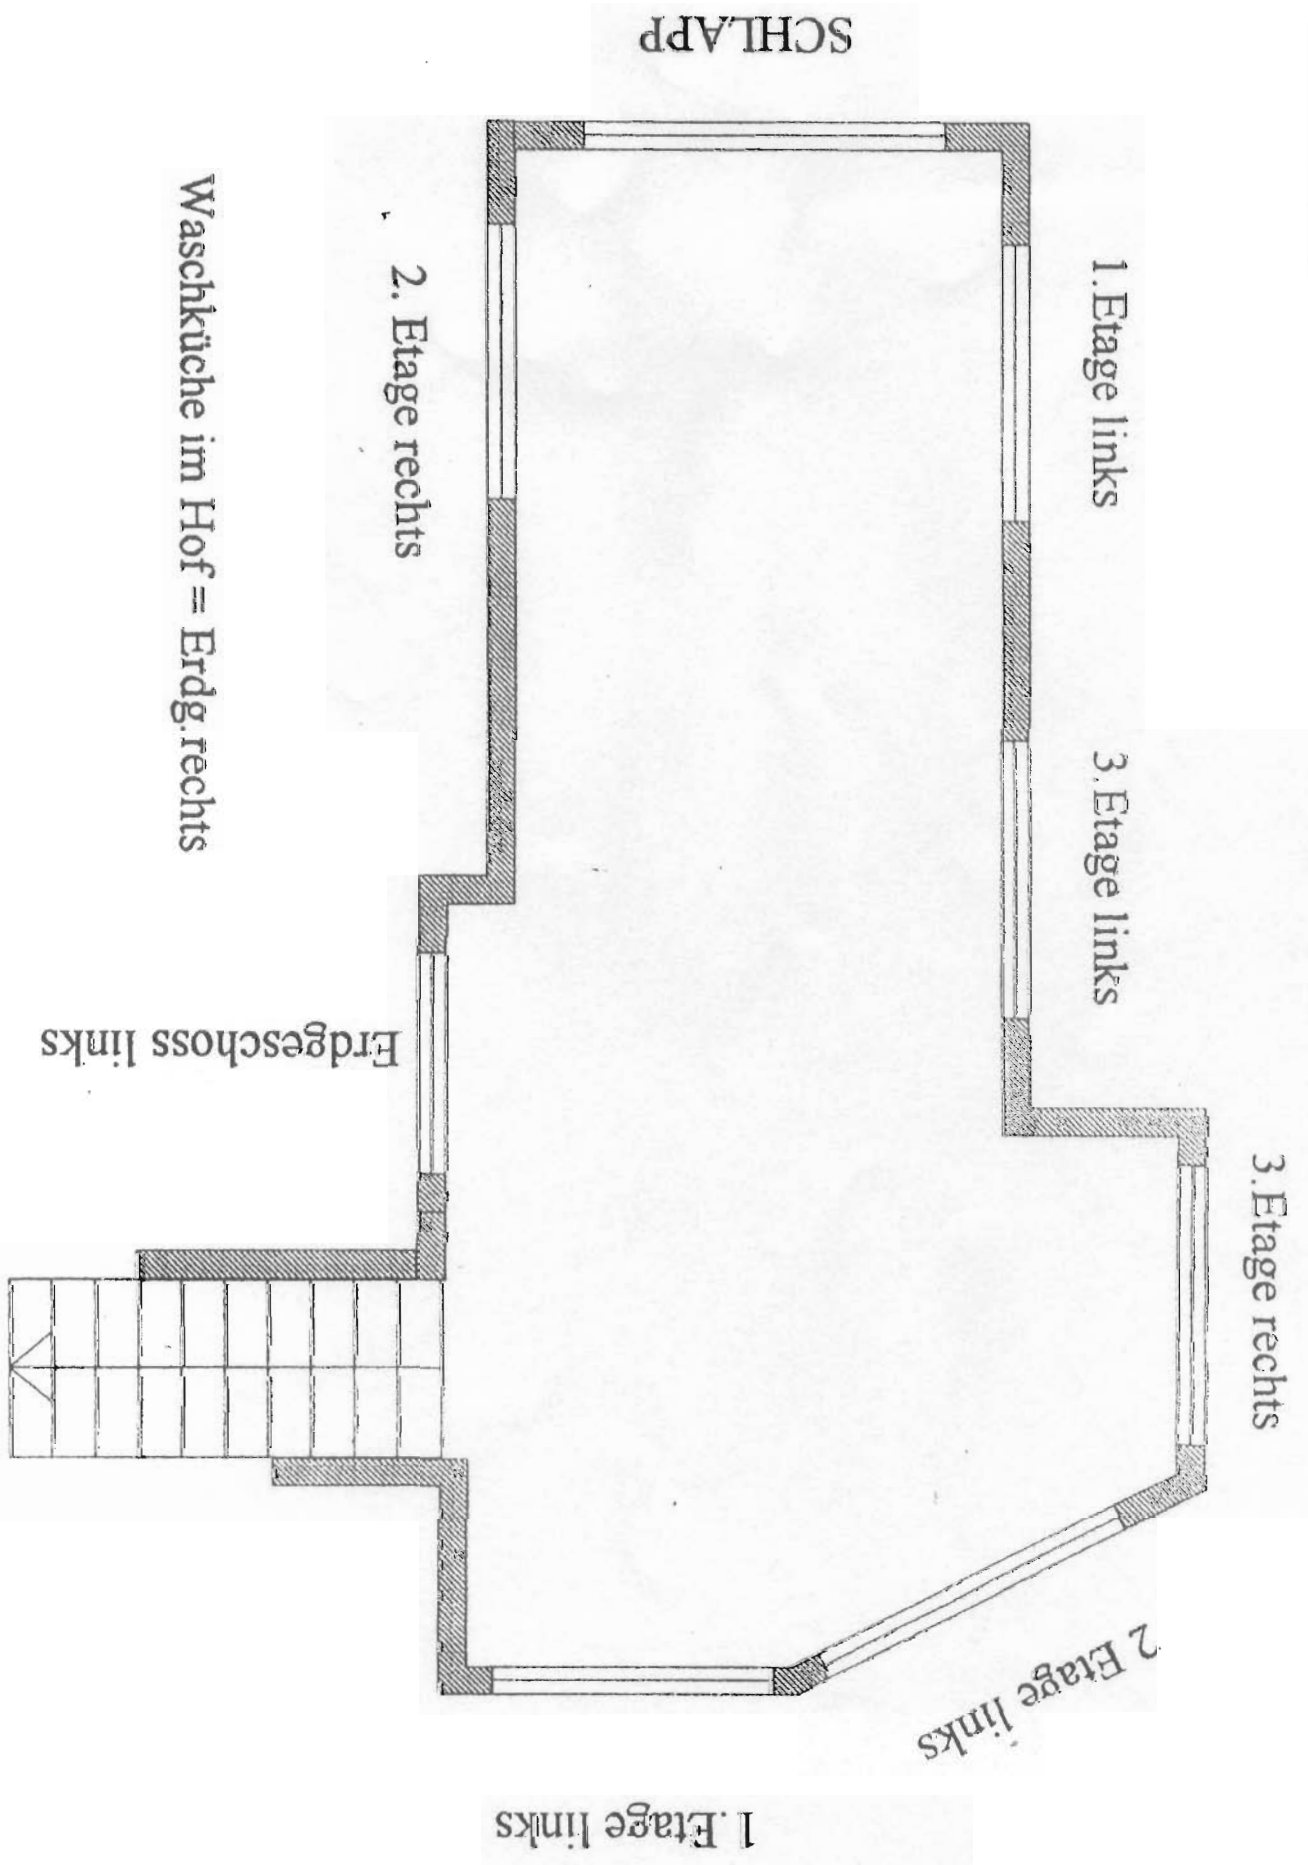 SCHLAPP
1.Etage links
2. Etage rechts
Waschküche im Hof = Erdg.rechts
3.Etage links
Erdgeschoss links
3.Etage rechts
2 Etage links
1.Etage links